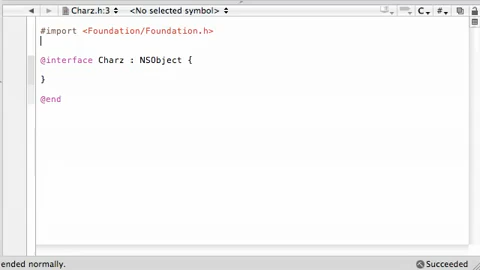 Charz.h:3 <No selected symbol> C #
#import <Foundation/Foundation.h>
@interface Charz : NSObject {
}
@end
ended normally. Succeeded